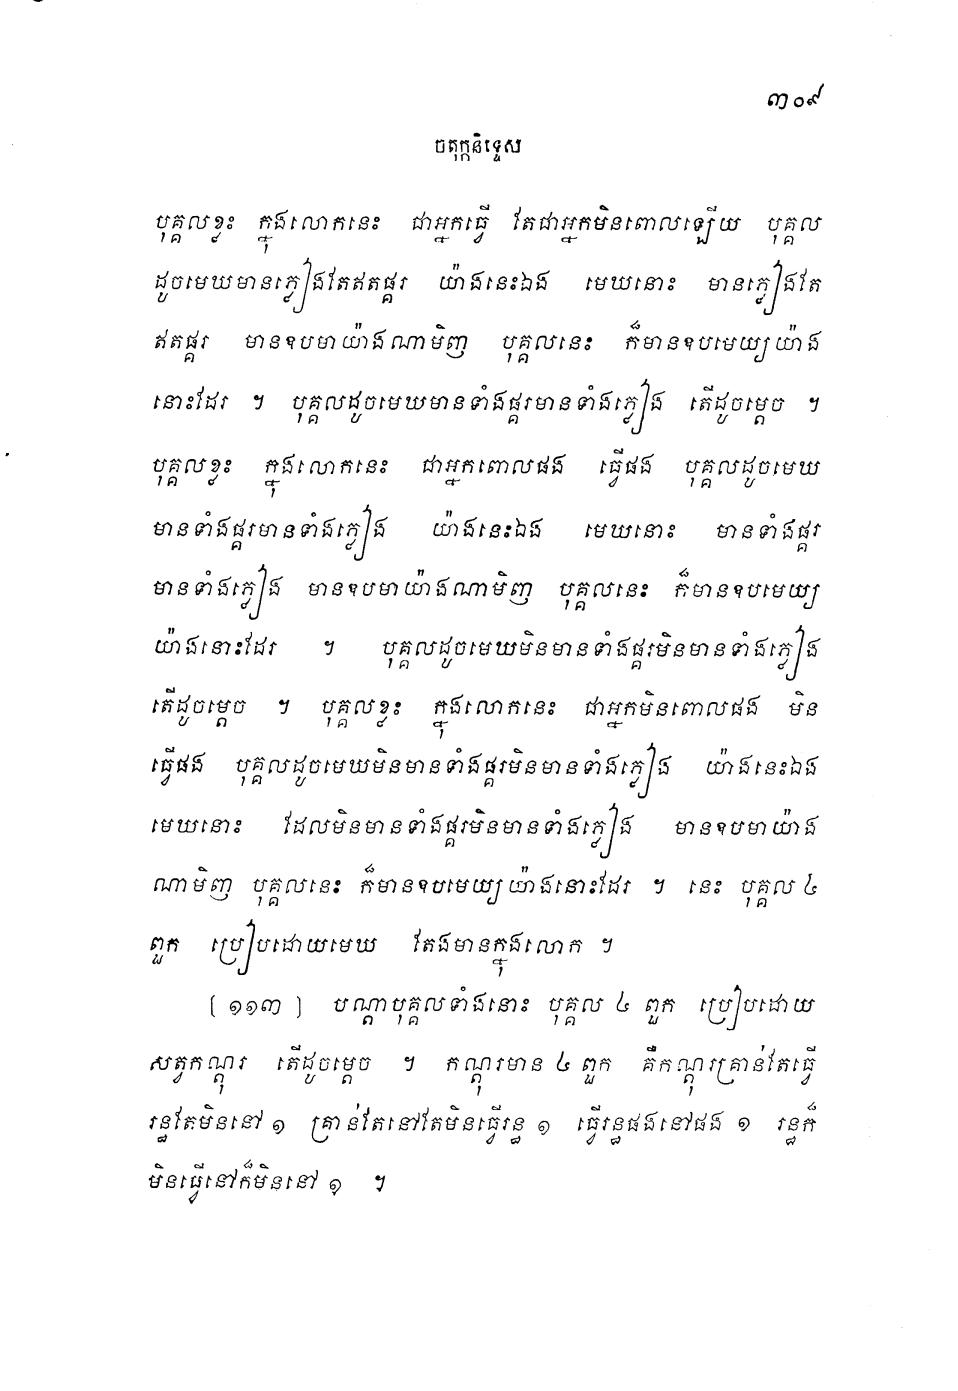 ៣០៩
ចតុក្កនិទ្ទេស
បុគ្គលខ្លះ ក្នុងលោកនេះ ជាអ្នកធ្វើ តែជាអ្នកមិនពោលឡើយ បុគ្គល
ដូចមេឃមានភ្លៀងតែឥតផ្គរ យ៉ាងនេះឯង មេឃនោះ មានភ្លៀងតែ
ឥតផ្គរ មានឧបមាយ៉ាងណាមិញ បុគ្គលនេះ ក៏មានឧបមេយ្យយ៉ាង
នោះដែរ ។ បុគ្គលដូចមេឃមានទាំងផ្គរមានទាំងភ្លៀង តើដូចម្តេច ។
បុគ្គលខ្លះ ក្នុងលោកនេះ ជាអ្នកពោលផង ធ្វើផង បុគ្គលដូចមេឃ
មានទាំងផ្គរមានទាំងភ្លៀង យ៉ាងនេះឯង មេឃនោះ មានទាំងផ្គរ
មានទាំងភ្លៀង មានឧបមាយ៉ាងណាមិញ បុគ្គលនេះ ក៏មានឧបមេយ្យ
យ៉ាងនោះដែរ ។ បុគ្គលដូចមេឃមិនមានទាំងផ្គរមិនមានទាំងភ្លៀង
តើដូចម្តេច ។ បុគ្គលខ្លះ ក្នុងលោកនេះ ជាអ្នកមិនពោលផង មិន
ធ្វើផង បុគ្គលដូចមេឃមិនមានទាំងផ្គរមិនមានទាំងភ្លៀង យ៉ាងនេះឯង
មេឃនោះ ដែលមិនមានទាំងផ្គរមិនមានទាំងភ្លៀង មានឧបមាយ៉ាង
ណាមិញ បុគ្គលនេះ ក៏មានឧបមេយ្យយ៉ាងនោះដែរ ។ នេះ បុគ្គល ៤
ពួក ប្រៀបដោយមេឃ តែងមានក្នុងលោក ។
(១១៣) បណ្តាបុគ្គលទាំងនោះ បុគ្គល ៤ ពួក ប្រៀបដោយ
សត្វកណ្តុរ តើដូចម្តេច ។ កណ្តុរមាន ៤ ពួក គឺកណ្តុរគ្រាន់តែធ្វើ
រន្ធតែមិននៅ ១ គ្រាន់តែនៅតែមិនធ្វើរន្ធ ១ ធ្វើរន្ធផងនៅផង ១ រន្ធក៏
មិនធ្វើនៅក៏មិននៅ ១ ។